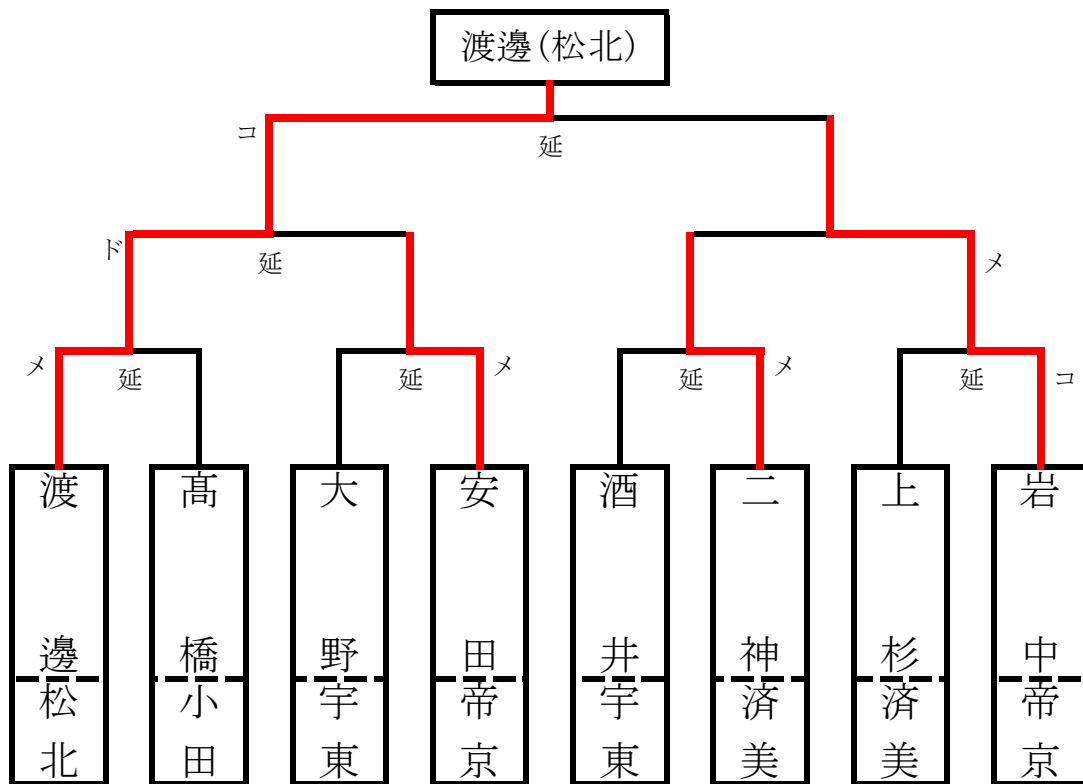 渡邊(松北)
コ
延
ド
延
メ
メ
延
延
メ
延
メ
延
コ
渡邊
松北
髙橋
小田
大野
宇東
安田
帝京
酒井
宇東
二神
済美
上杉
済美
岩中
帝京